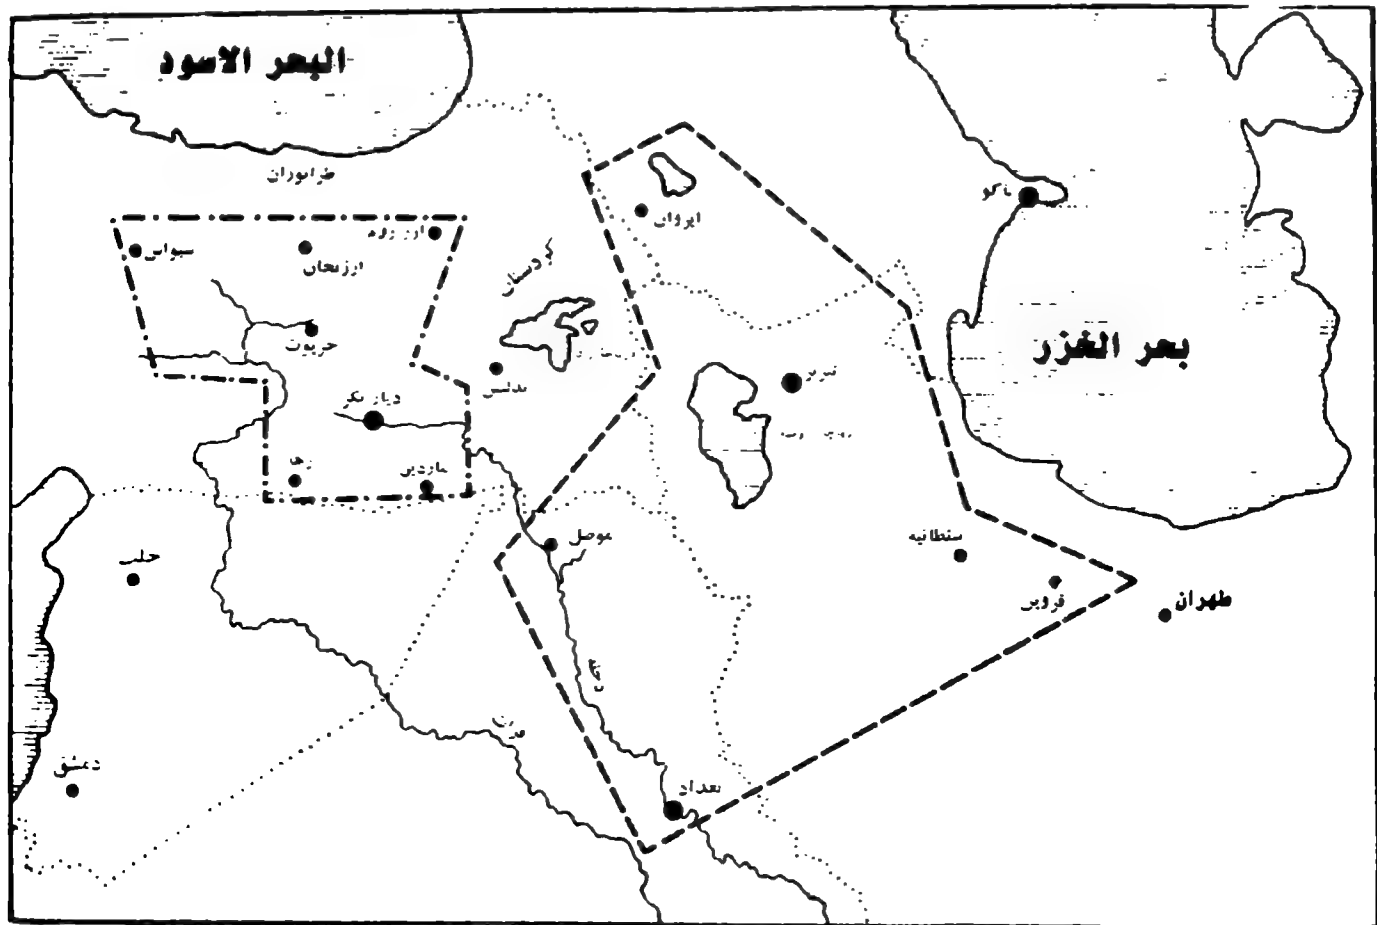 البحر الاسود
طرابوزان
باكو
ايروان
سيواس
ارزنجان
كردستان
بحر الخزر
خربوت
تبريز
بدليس
ديار بكر
ماردين
موصل
سلطانيه
حلب
قزوين
طهران
دمشق
بغداد